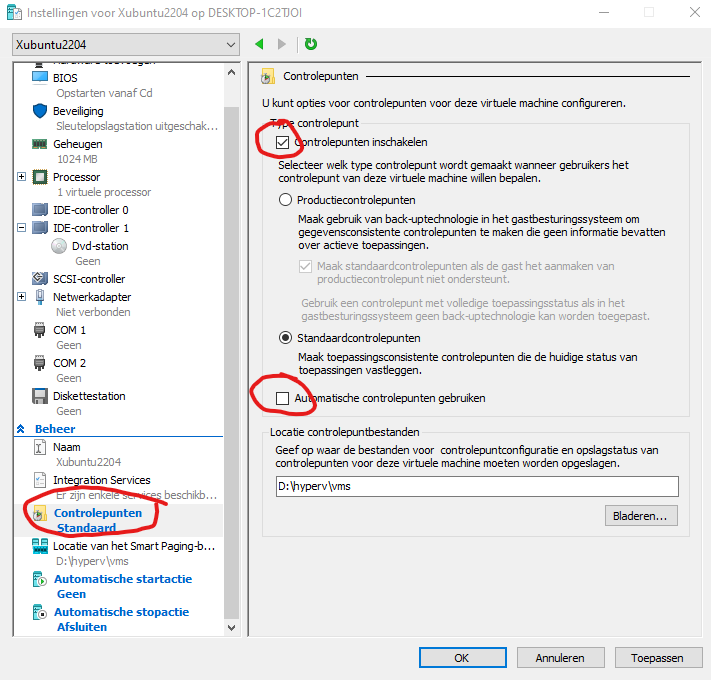 Instellingen voor Xubuntu2204 op DESKTOP-1C2TJOI
Xubuntu2204
BIOS
Opstarten vanaf Cd
Beveiliging
Sleutelopslagstation uitgeschak...
Geheugen
1024 MB
Processor
1 virtuele processor
IDE-controller 0
IDE-controller 1
Dvd-station
Geen
SCSI-controller
Netwerkadapter
Niet verbonden
COM 1
Geen
COM 2
Geen
Diskettestation
Geen
Beheer
Naam
Xubuntu2204
Integration Services
Er zijn enkele services beschikb...
Controlepunten
Standaard
Locatie van het Smart Paging-b...
D:\hyperv\vms
Automatische startactie
Geen
Automatische stopactie
Afsluiten
Controlepunten
U kunt opties voor controlepunten voor deze virtuele machine configureren.
Type controlepunt
Controlepunten inschakelen
Selecteer welk type controlepunt wordt gemaakt wanneer gebruikers het
controlepunt van deze virtuele machine willen bepalen.
Productiecontrolepunten
Maak gebruik van back-uptechnologie in het gastbesturingssysteem om
gegevensconsistente controlepunten te maken die geen informatie bevatten
over actieve toepassingen.
Maak standaardcontrolepunten als de gast het aanmaken van
productiecontrolepunt niet ondersteunt.
Gebruik een controlepunt met volledige toepassingsstatus als in het
gastbesturingssysteem geen back-uptechnologie kan worden toegepast.
Standaardcontrolepunten
Maak toepassingsconsistente controlepunten die de huidige status van
toepassingen vastleggen.
Automatische controlepunten gebruiken
Locatie controlepuntbestanden
Geef op waar de bestanden voor controlepuntconfiguratie en opslagstatus van
controlepunten voor deze virtuele machine moeten worden opgeslagen.
D:\hyperv\vms
Bladeren...
OK
Annuleren
Toepassen